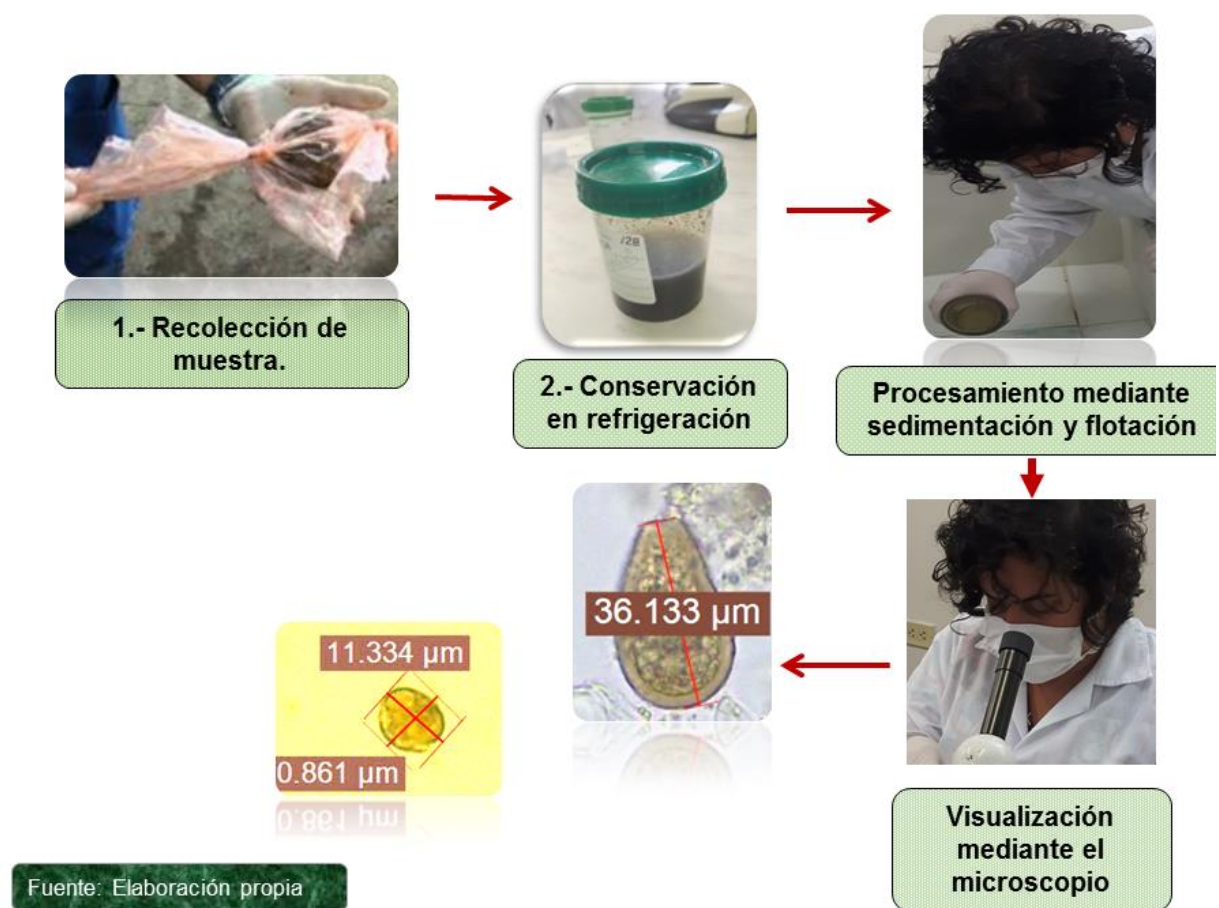 1.- Recolección de
muestra.
2.- Conservación
en refrigeración
Procesamiento mediante
sedimentación y flotación
/28
36.133 µm
11.334 µm
0.861 µm
Visualización
mediante el
microscopio
Fuente: Elaboración propia